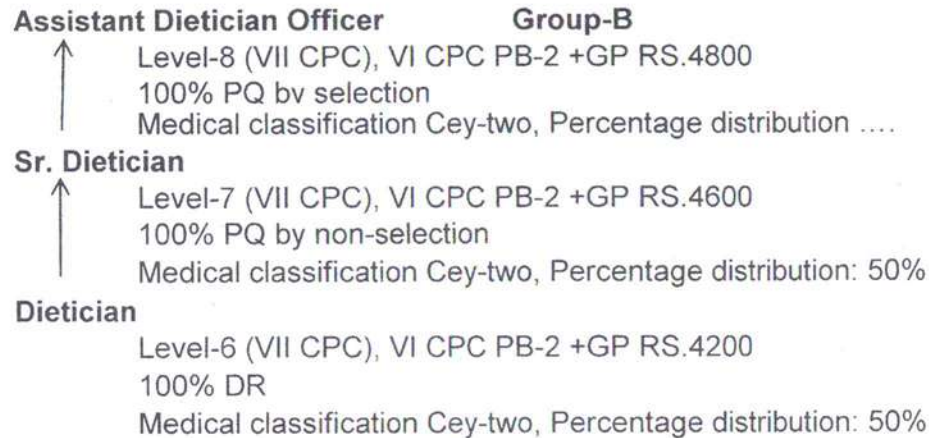 Assistant Dietician Officer Group-B
Level-8 (VII CPC), VI CPC PB-2 +GP RS.4800
100% PQ bv selection
Medical classification Cey-two, Percentage distribution ....
Sr. Dietician
Level-7 (VII CPC), VI CPC PB-2 +GP RS.4600
100% PQ by non-selection
Medical classification Cey-two, Percentage distribution: 50%
Dietician
Level-6 (VII CPC), VI CPC PB-2 +GP RS.4200
100% DR
Medical classification Cey-two, Percentage distribution: 50%